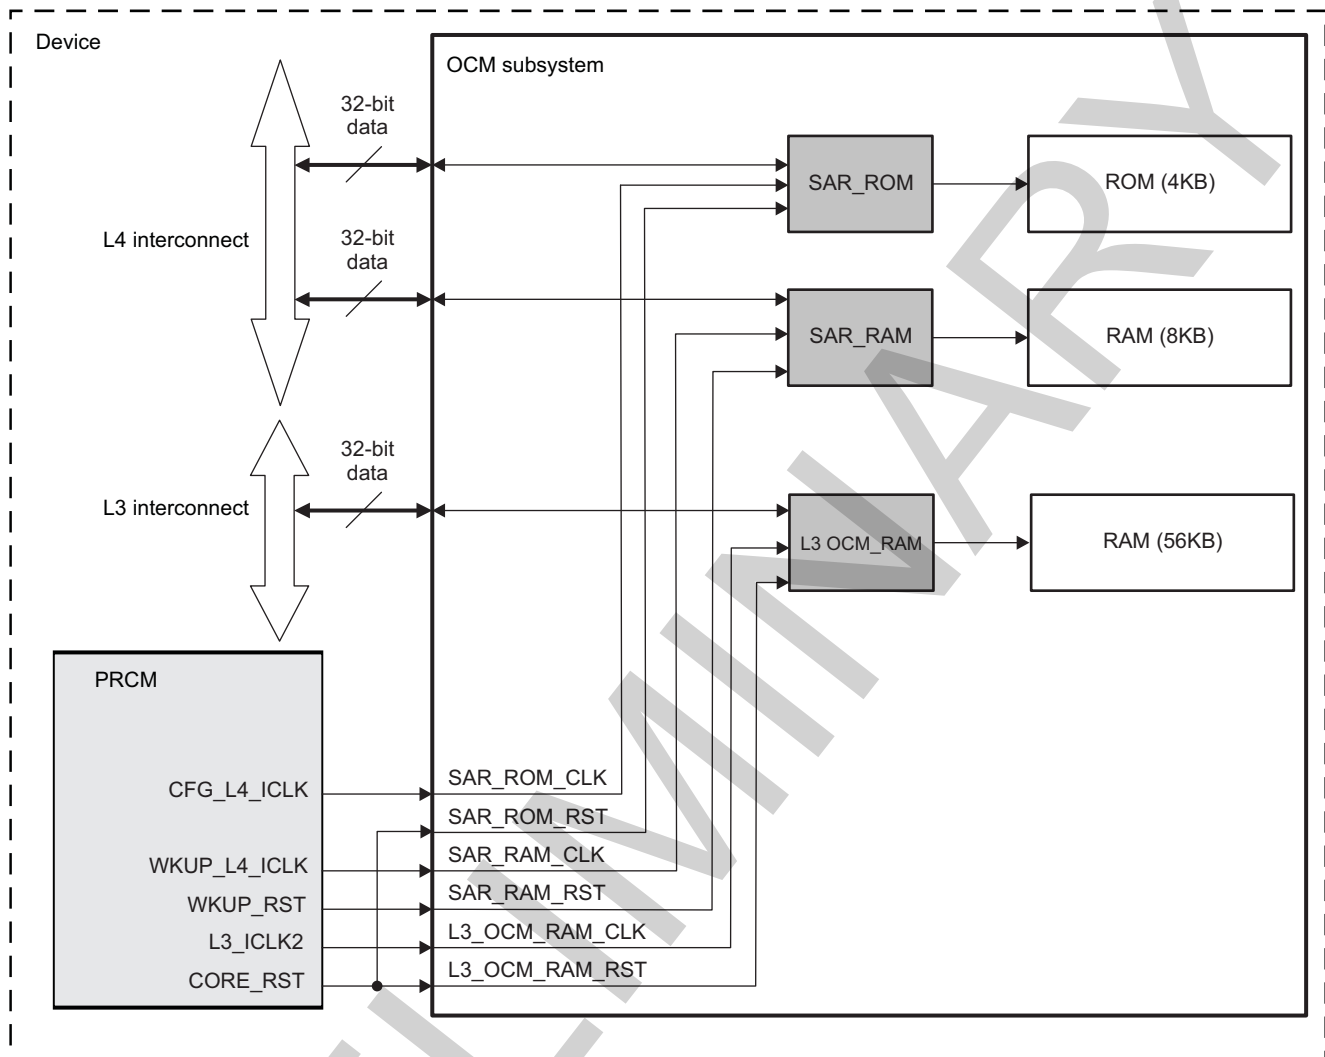 Device
OCM subsystem
32-bit
data
SAR_ROM
ROM (4KB)
L4 interconnect
32-bit
data
SAR_RAM
RAM (8KB)
32-bit
data
L3 interconnect
L3 OCM_RAM
RAM (56KB)
PRCM
CFG_L4_ICLK
SAR_ROM_CLK
SAR_ROM_RST
WKUP_L4_ICLK
SAR_RAM_CLK
WKUP_RST
SAR_RAM_RST
L3_ICLK2
L3_OCM_RAM_CLK
CORE_RST
L3_OCM_RAM_RST
ELIMINARY